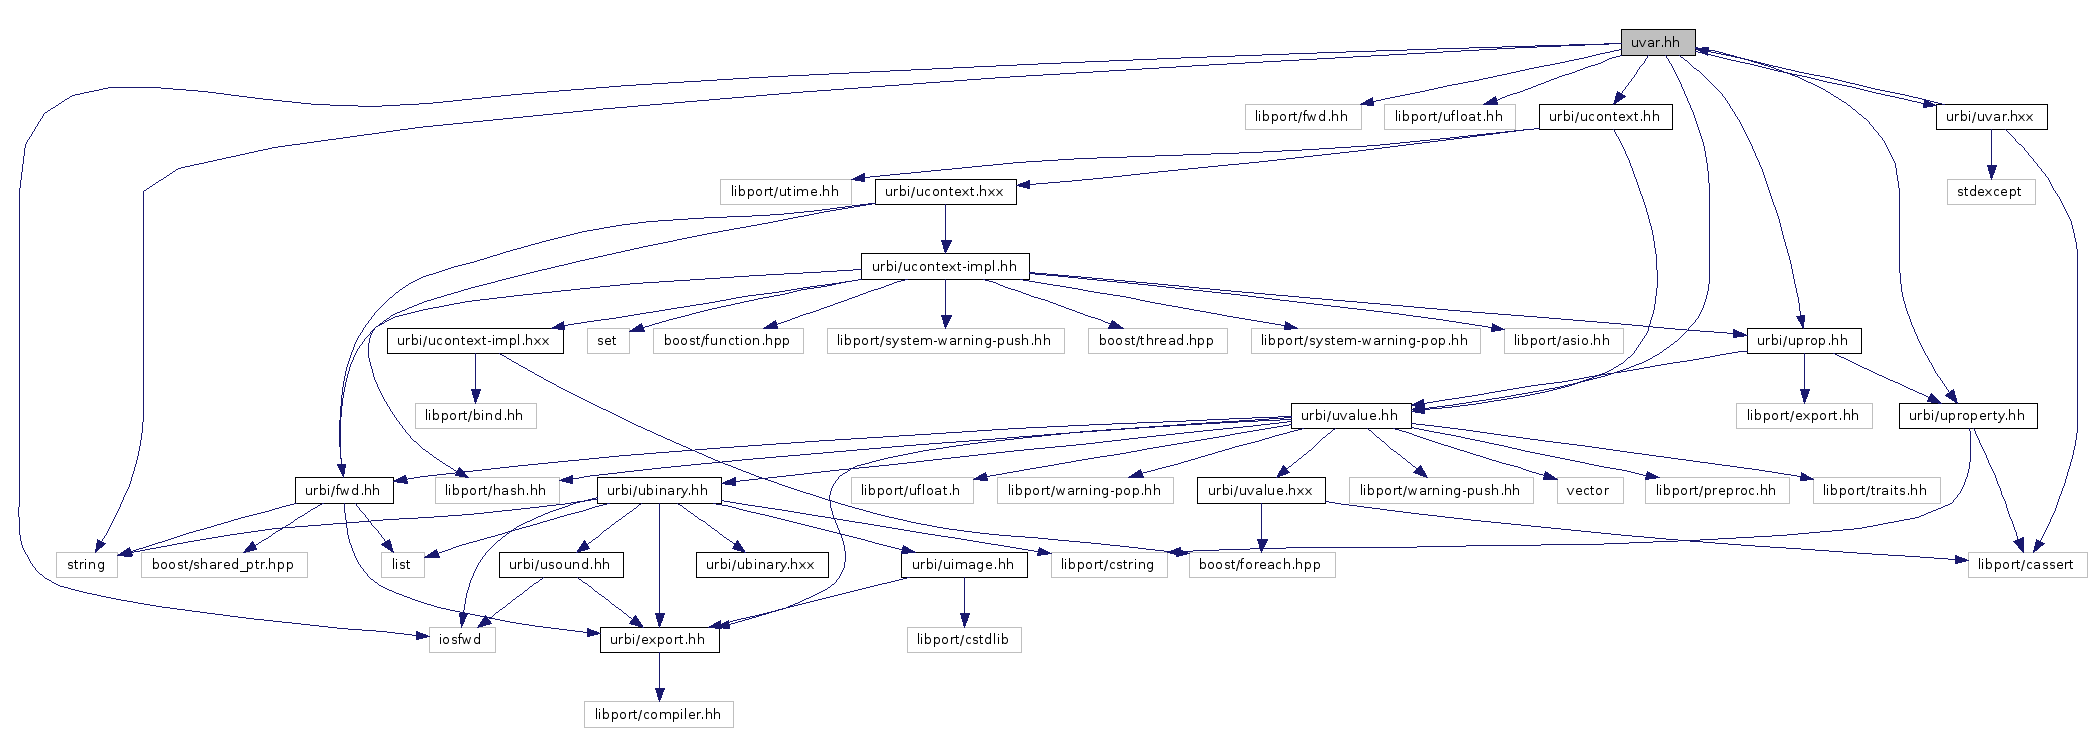 uvar.hh
libport/fwd.hh
libport/ufloat.hh
urbi/ucontext.hh
urbi/uvar.hxx
libport/utime.hh
urbi/ucontext.hxx
stdexcept
urbi/ucontext-impl.hh
urbi/ucontext-impl.hxx
set
boost/function.hpp
libport/system-warning-push.hh
boost/thread.hpp
libport/system-warning-pop.hh
libport/asio.hh
urbi/uprop.hh
libport/bind.hh
urbi/uvalue.hh
libport/export.hh
urbi/uproperty.hh
urbi/fwd.hh
libport/hash.hh
urbi/ubinary.hh
libport/ufloat.h
libport/warning-pop.hh
urbi/uvalue.hxx
libport/warning-push.hh
vector
libport/preproc.hh
libport/traits.hh
string
boost/shared_ptr.hpp
list
urbi/usound.hh
urbi/ubinary.hxx
urbi/uimage.hh
libport/cstring
boost/foreach.hpp
libport/cassert
iosfwd
urbi/export.hh
libport/cstdlib
libport/compiler.hh